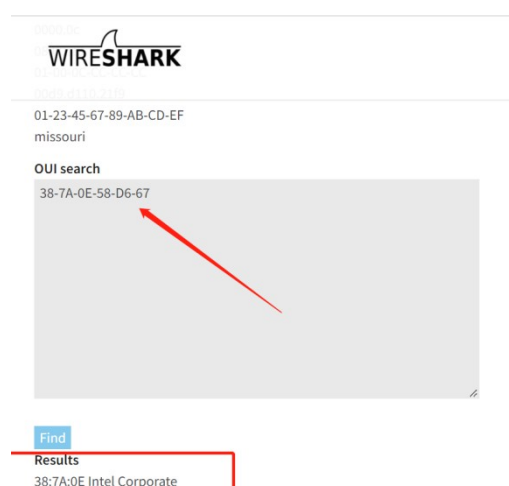 WIRESHARK
01-23-45-67-89-AB-CD-EF
missouri
OUI search
38-7A-0E-58-D6-67
Find
Results
38:7A:0E Intel Corporate